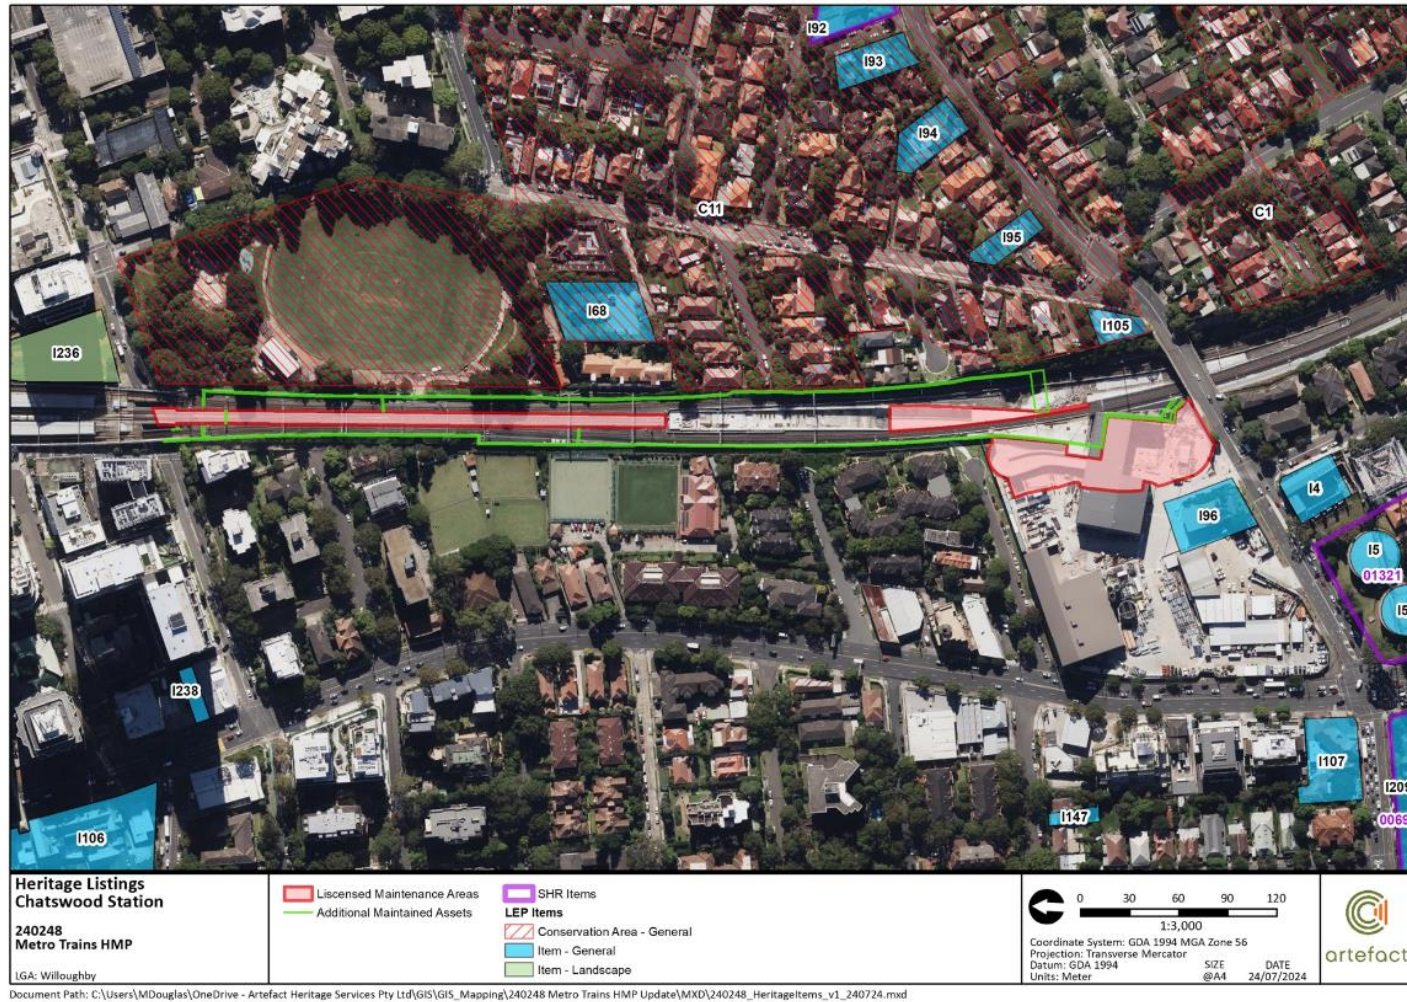 I92
I93
I94
C11
C1
I95
I68
I105
I236
I4
I96
I5
01321
I5
I238
I107
I209
I147
0069
I106
Heritage Listings
Chatswood Station
240248
Metro Trains HMP
LGA: Willoughby
Liscensed Maintenance Areas
Additional Maintained Assets
SHR Items
LEP Items
Conservation Area - General
Item - General
Item - Landscape
0 30 60 90 120
1:3,000
Coordinate System: GDA 1994 MGA Zone 56
Projection: Transverse Mercator
Datum: GDA 1994
Units: Meter
SIZE
@A4
DATE
24/07/2024
artefact
Document Path: C:\Users\MDouglas\OneDrive - Artefact Heritage Services Pty Ltd\GIS\GIS_Mapping\240248 Metro Trains HMP Update\MXD\240248_HeritageItems_v1_240724.mxd